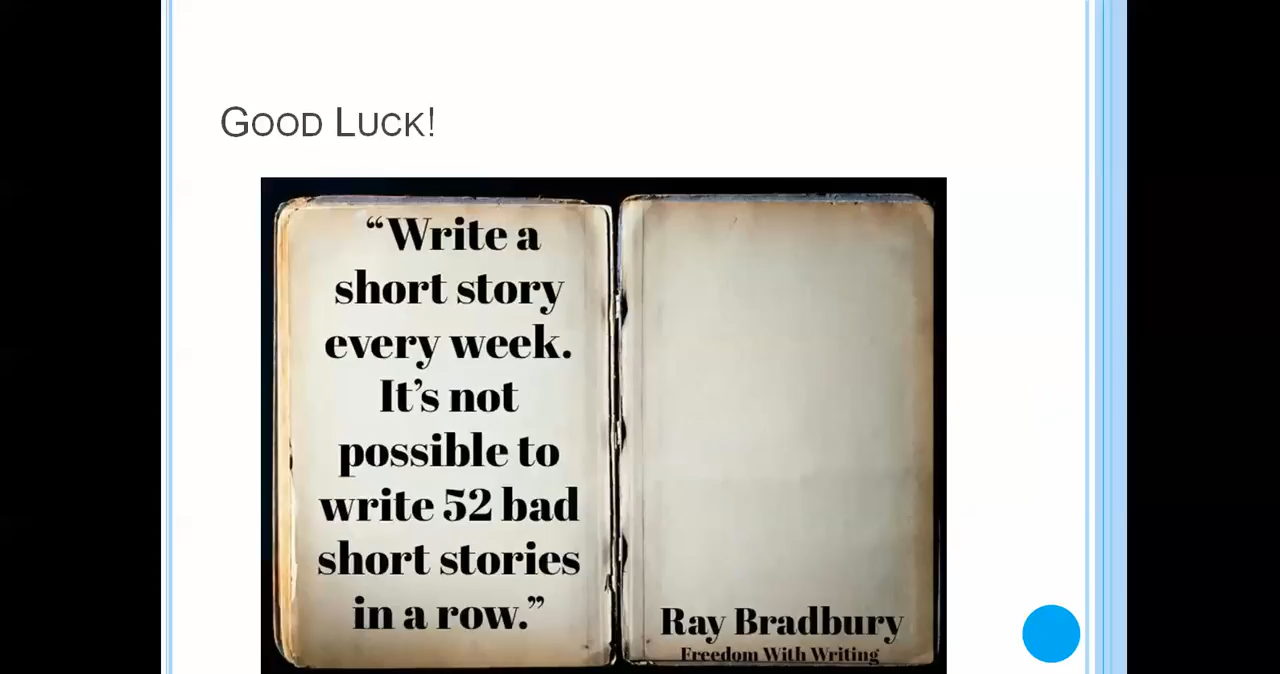 GOOD LUCK!
“Write a
short story
every week.
It’s not
possible to
write 52 bad
short stories
in a row.”
Ray Bradbury
Freedom With Writing